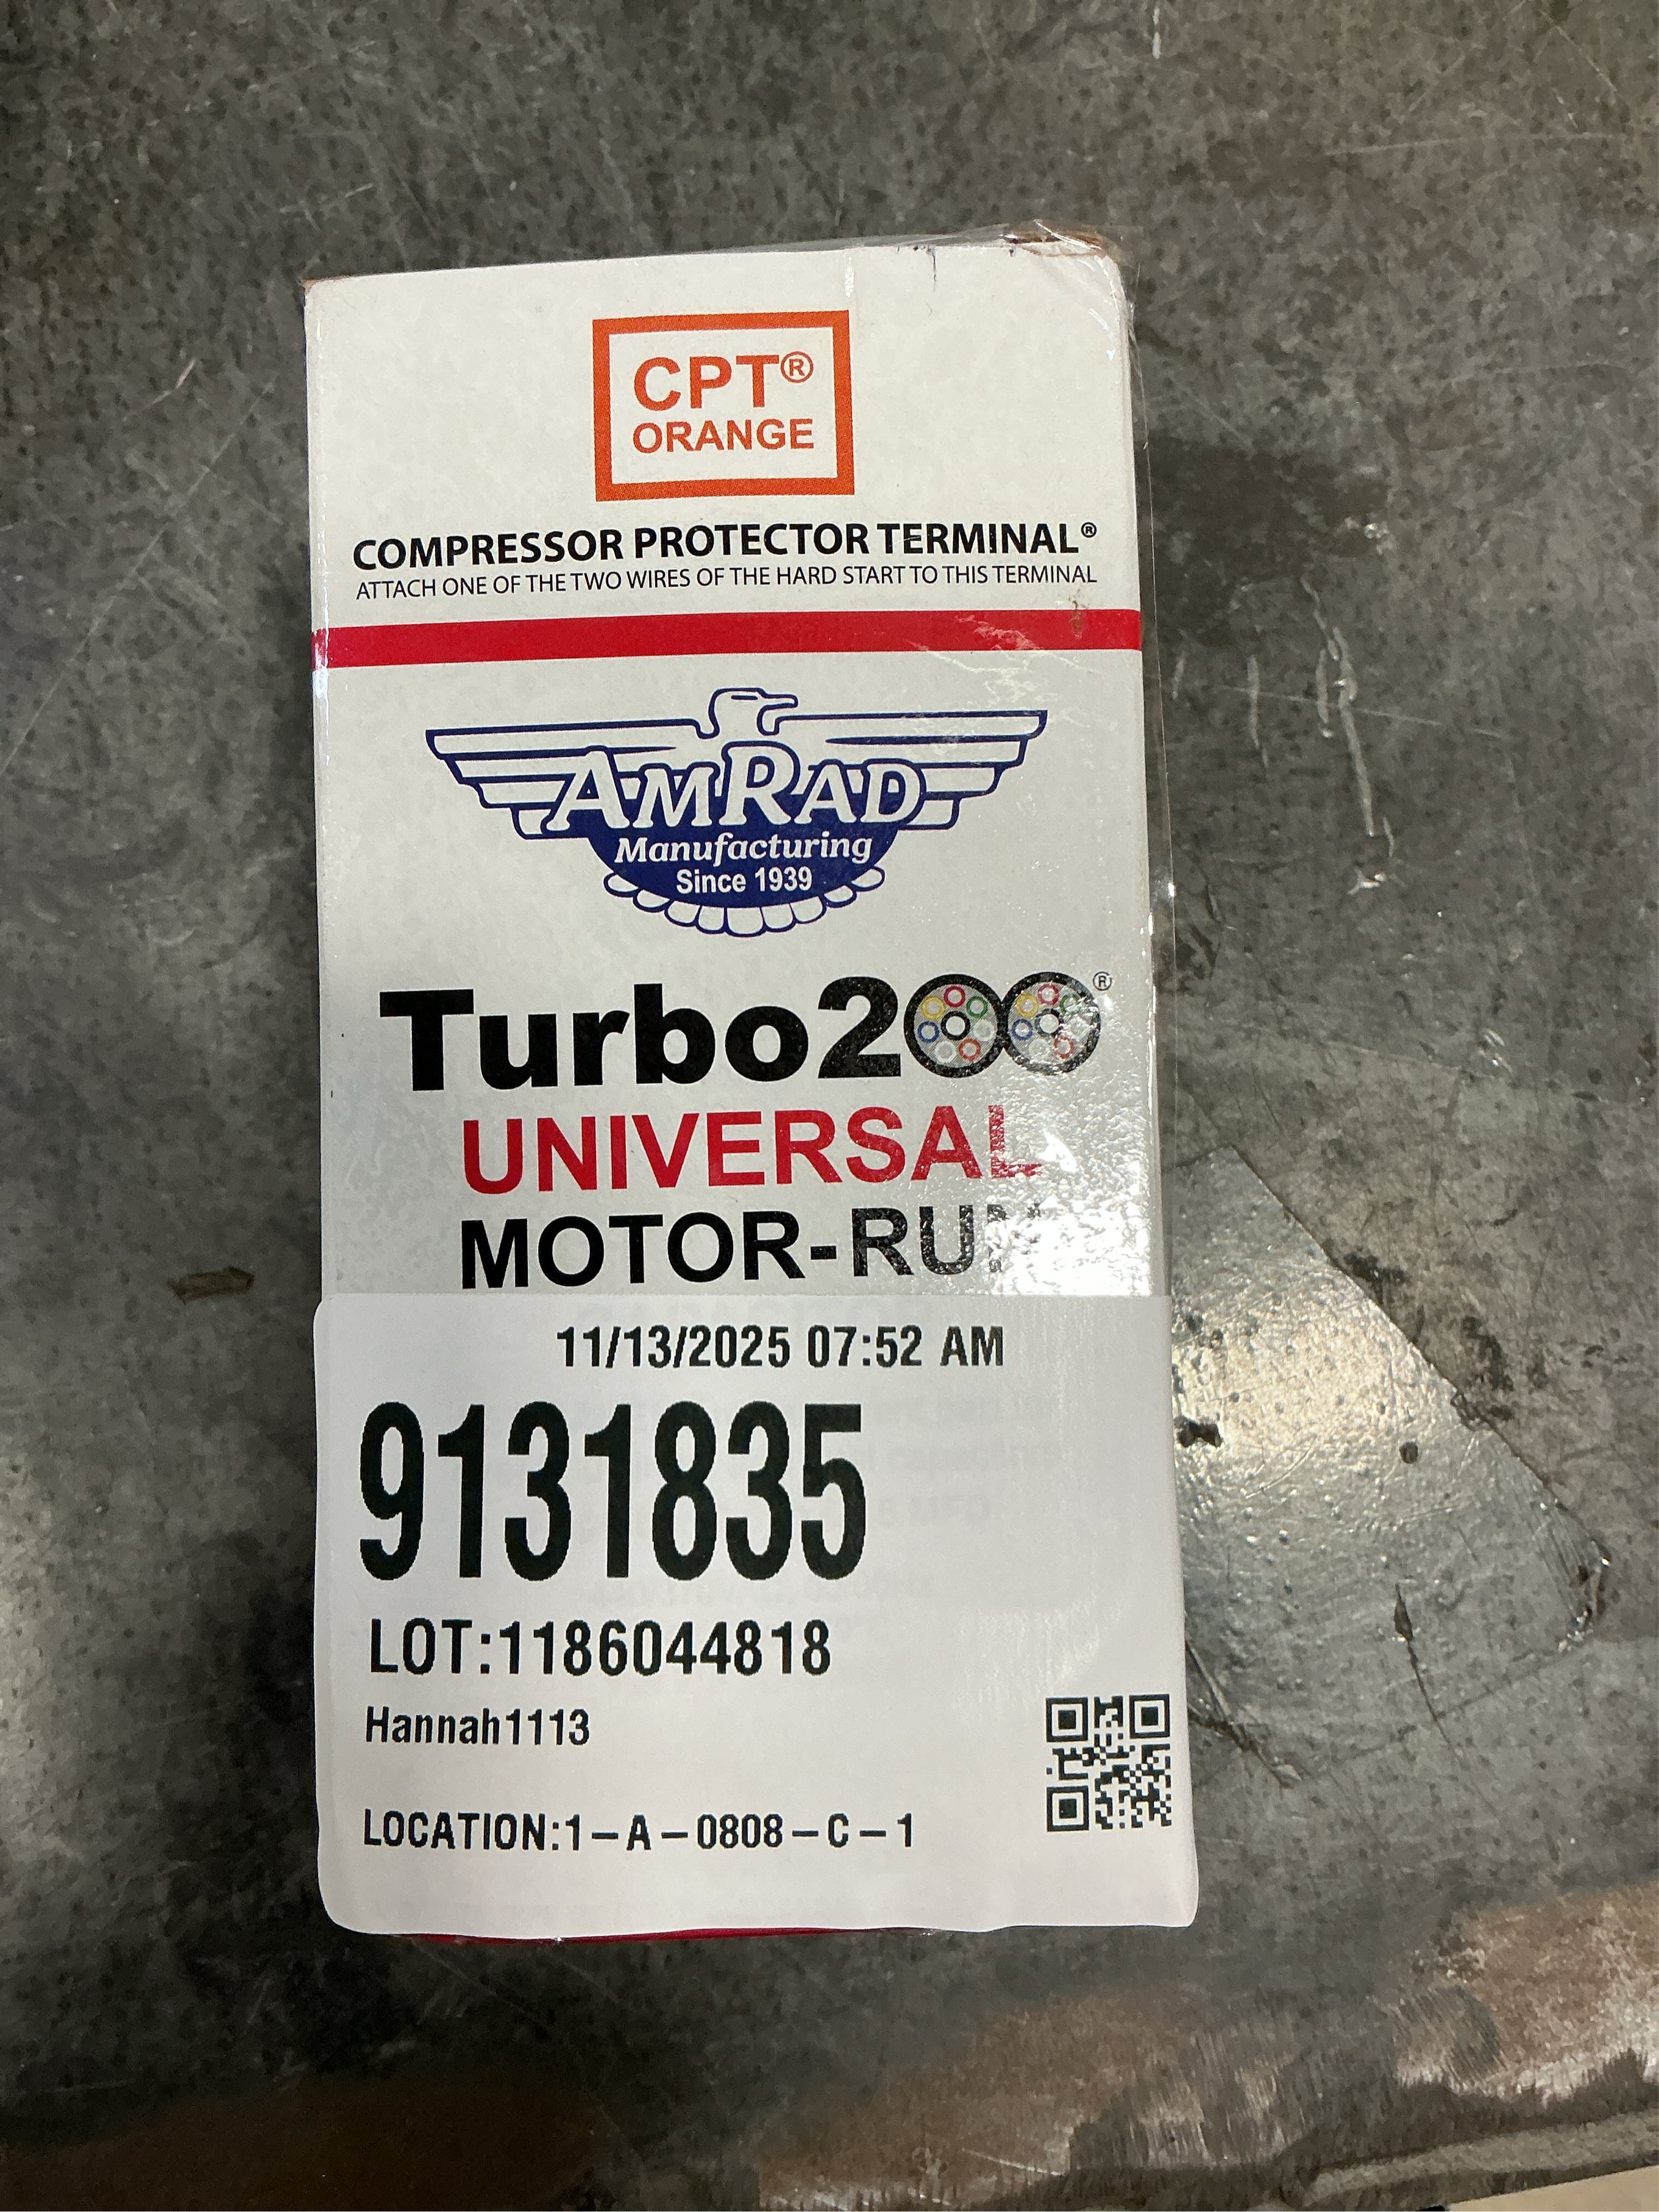 CPT®
ORANGE
COMPRESSOR PROTECTOR TERMINAL®
ATTACH ONE OF THE TWO WIRES OF THE HARD START TO THIS TERMINAL
AMRAD
Manufacturing
Since 1939
Turbo200®
UNIVERSAL
MOTOR-RUN
11/13/2025 07:52 AM
9131835
LOT:1186044818
Hannah1113
LOCATION:1-A-0808-C-1